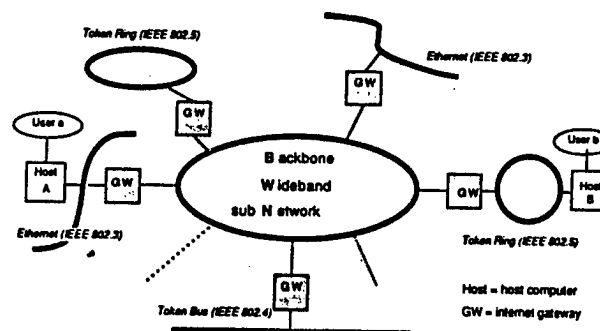 Token Ring (IEEE 802.5)
Ethernet (IEEE 802.3)
GW
GW
User a
User b
Host
A
GW
Backbone
Wideband
sub Network
GW
Host
B
Ethernet (IEEE 802.3)
Token Ring (IEEE 802.5)
GW
Host = host computer
Token Bus (IEEE 802.4)
GW = internet gateway